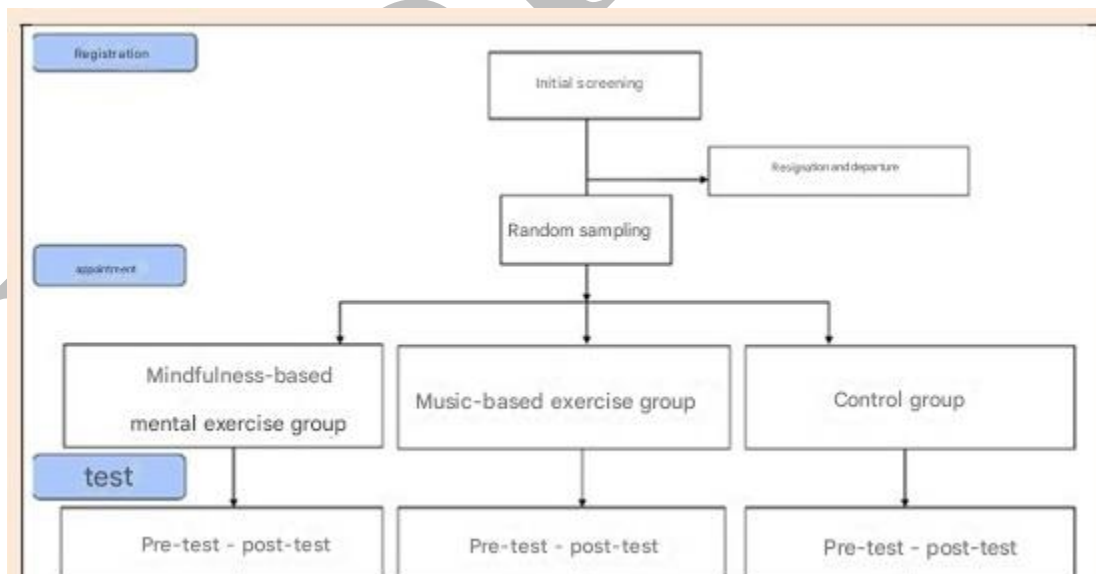 Registration
Initial screening
Resignation and departure
Random sampling
appointment
Mindfulness-based
mental exercise group
Music-based exercise group
Control group
test
Pre-test - post-test
Pre-test - post-test
Pre-test - post-test